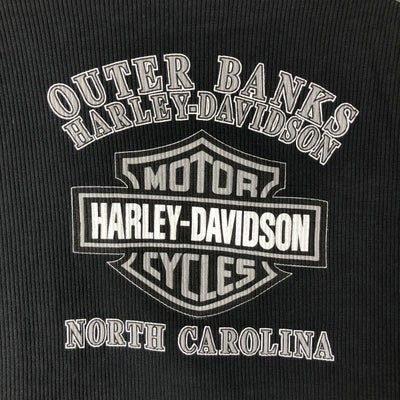 OUTER BANKS
HARLEY-DAVIDSON
MOTOR
HARLEY-DAVIDSON
CYCLES
NORTH CAROLINA